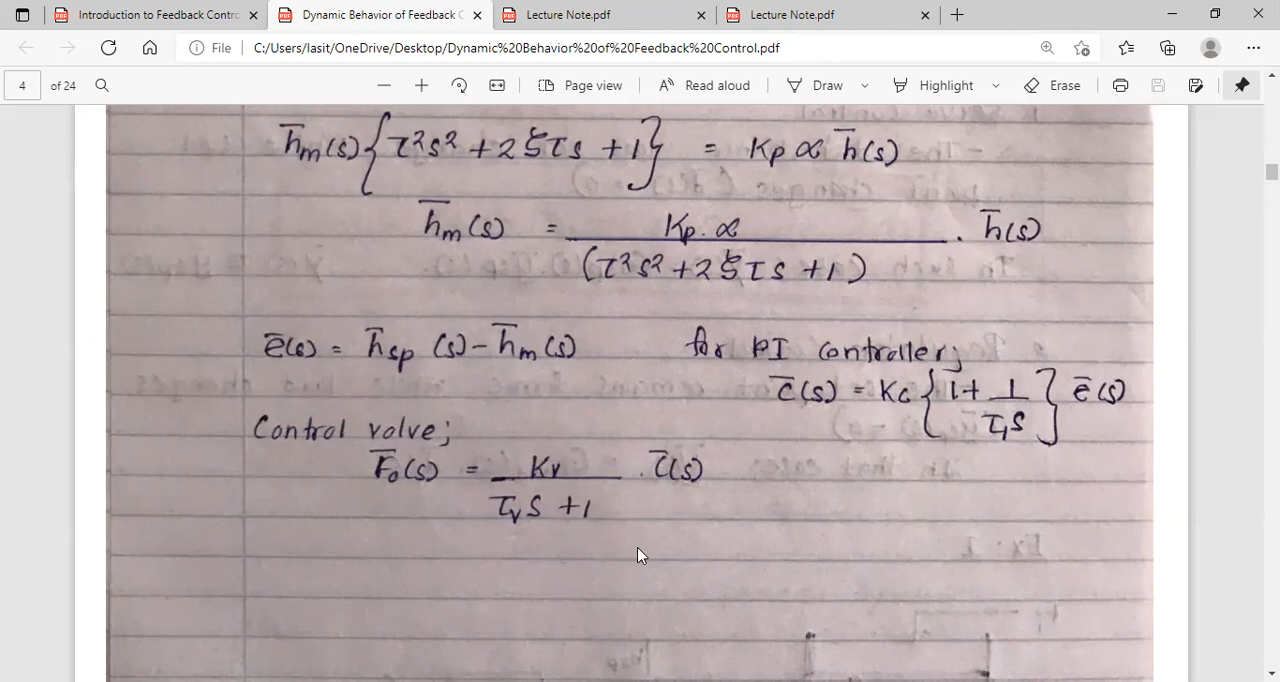 Introduction to Feedback Contro
Dynamic Behavior of Feedback C
Lecture Note.pdf
Lecture Note.pdf
File
C:/Users/lasit/OneDrive/Desktop/Dynamic%20Behavior%20of%20Feedback%20Control.pdf
4 of 24
Page view
Read aloud
Draw
Highlight
Erase
h̅m(s){τ²s² + 2ξτs + 1} = Kp ∝ h̅(s)
h̅m(s) = Kp.∝ / (τ²s² + 2ξτs + 1) . h̅(s)
e̅(s) = h̅sp (s) - h̅m(s) for PI controller;
c̅(s) = Kc{1 + 1/τIs} e̅(s)
Control valve;
F̅o(s) = Kv / τvs + 1 . c̅(s)